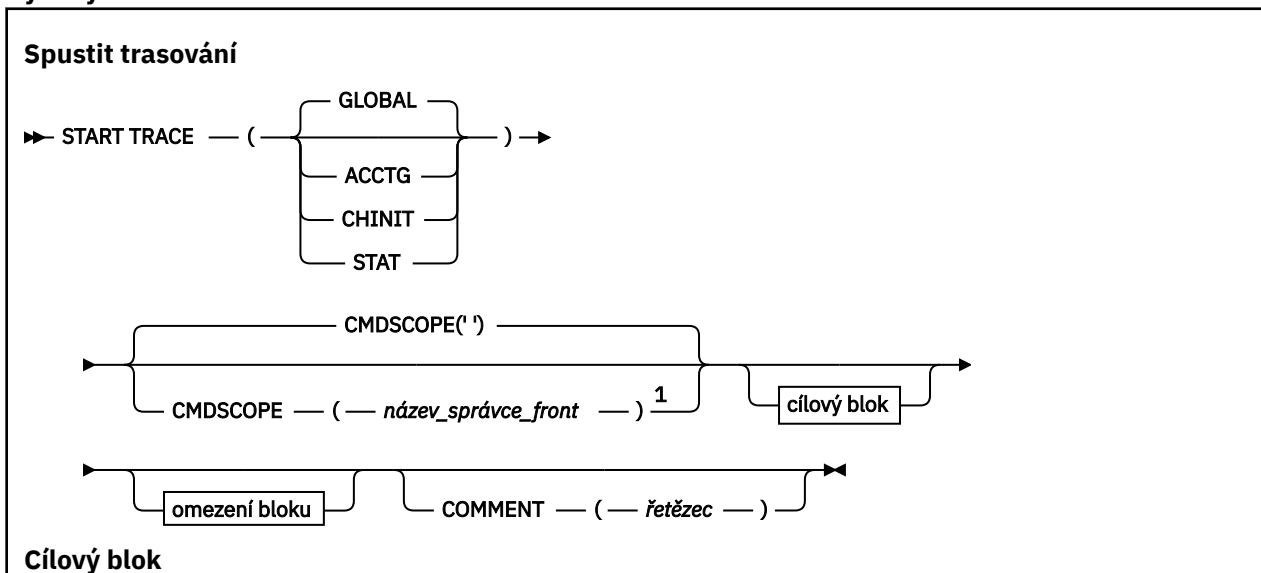 Spustit trasování
GLOBAL
START TRACE ( )
ACCTG
CHINIT
STAT
CMDSCOPE(' ')
CMDSCOPE ( název_správce_front ) 1
cílový blok
omezení bloku
COMMENT ( řetězec )
Cílový blok